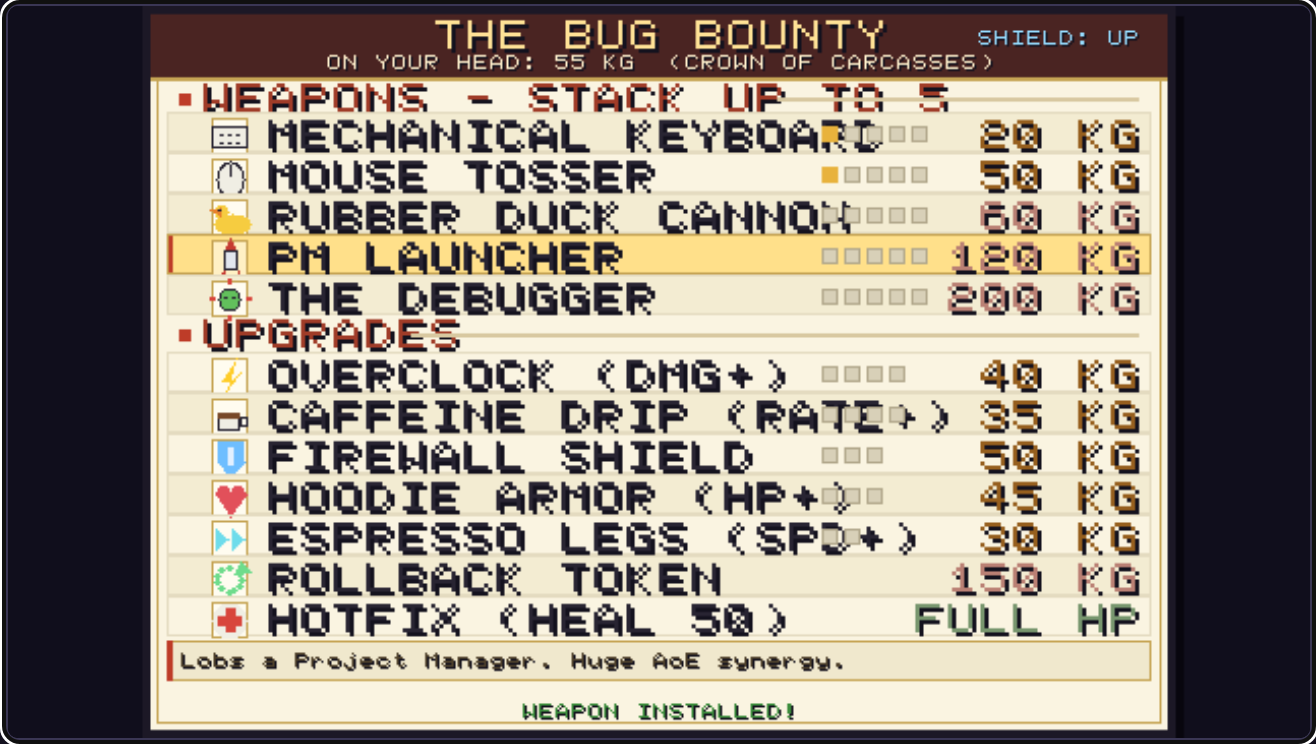 THE BUG BOUNTY
SHIELD: UP
ON YOUR HEAD: 55 KG (CROWN OF CARCASSES)
WEAPONS - STACK UP TO 5
MECHANICAL KEYBOARD 20 KG
MOUSE TOSSER 50 KG
RUBBER DUCK CANNON 60 KG
PM LAUNCHER 120 KG
THE DEBUGGER 200 KG
UPGRADES
OVERCLOCK (DMG+) 40 KG
CAFFEINE DRIP (RATE+) 35 KG
FIREWALL SHIELD 50 KG
HOODIE ARMOR (HP+) 45 KG
ESPRESSO LEGS (SPD+) 30 KG
ROLLBACK TOKEN 150 KG
HOTFIX (HEAL 50) FULL HP
Lobs a Project Manager. Huge AoE synergy.
WEAPON INSTALLED!